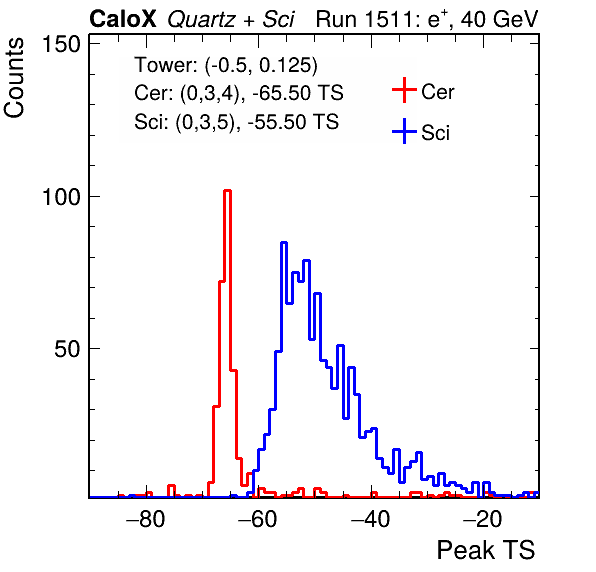 CaloX Quartz + Sci Run 1511: e⁺, 40 GeV
Counts
150
100
50
Tower: (-0.5, 0.125)
Cer: (0,3,4), -65.50 TS
Sci: (0,3,5), -55.50 TS
Cer
Sci
−80 −60 −40 −20
Peak TS